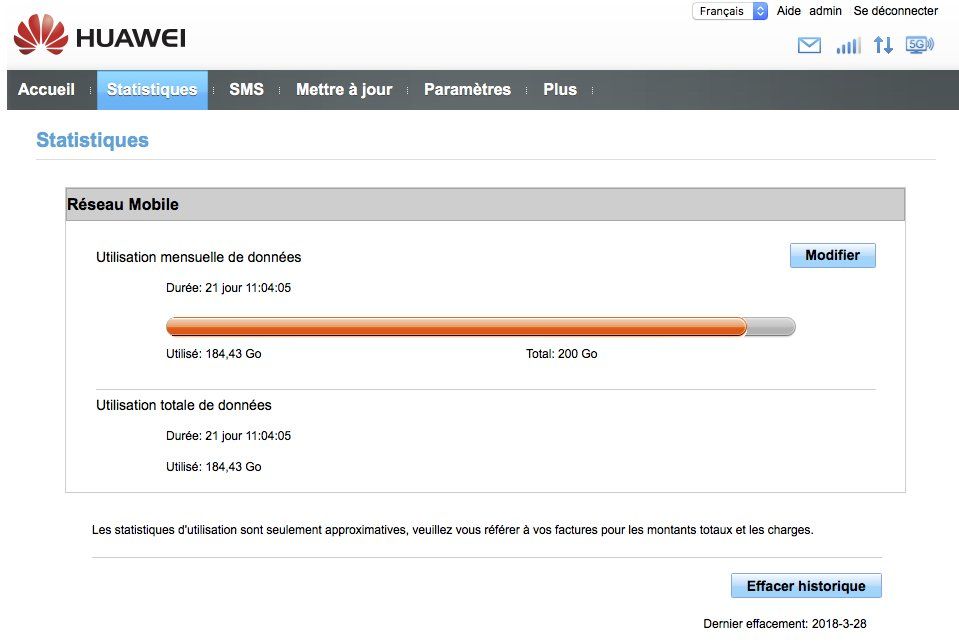 Français Aide admin Se déconnecter
HUAWEI
5G
Accueil Statistiques SMS Mettre à jour Paramètres Plus
Statistiques
Réseau Mobile
Utilisation mensuelle de données Modifier
Durée: 21 jour 11:04:05
Utilisé: 184,43 Go Total: 200 Go
Utilisation totale de données
Durée: 21 jour 11:04:05
Utilisé: 184,43 Go
Les statistiques d'utilisation sont seulement approximatives, veuillez vous référer à vos factures pour les montants totaux et les charges.
Effacer historique
Dernier effacement: 2018-3-28